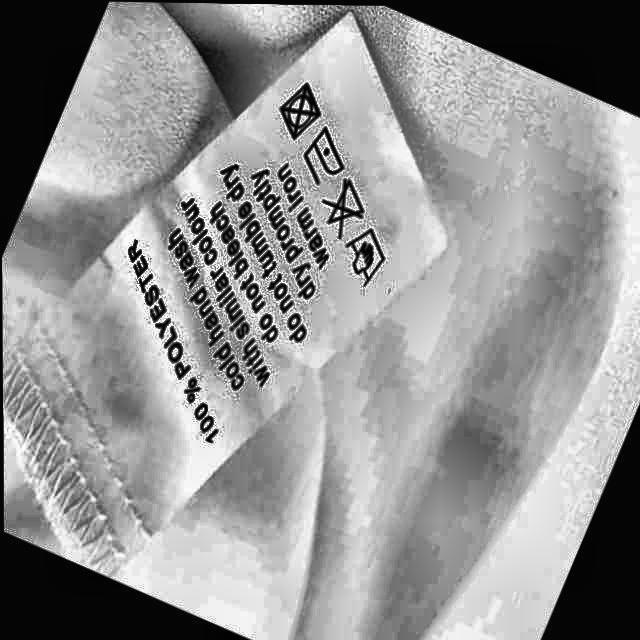 100 % POLYESTER
cold hand wash
with similar colour
do not bleach
do not tumble dry
dry promptly
warm iron